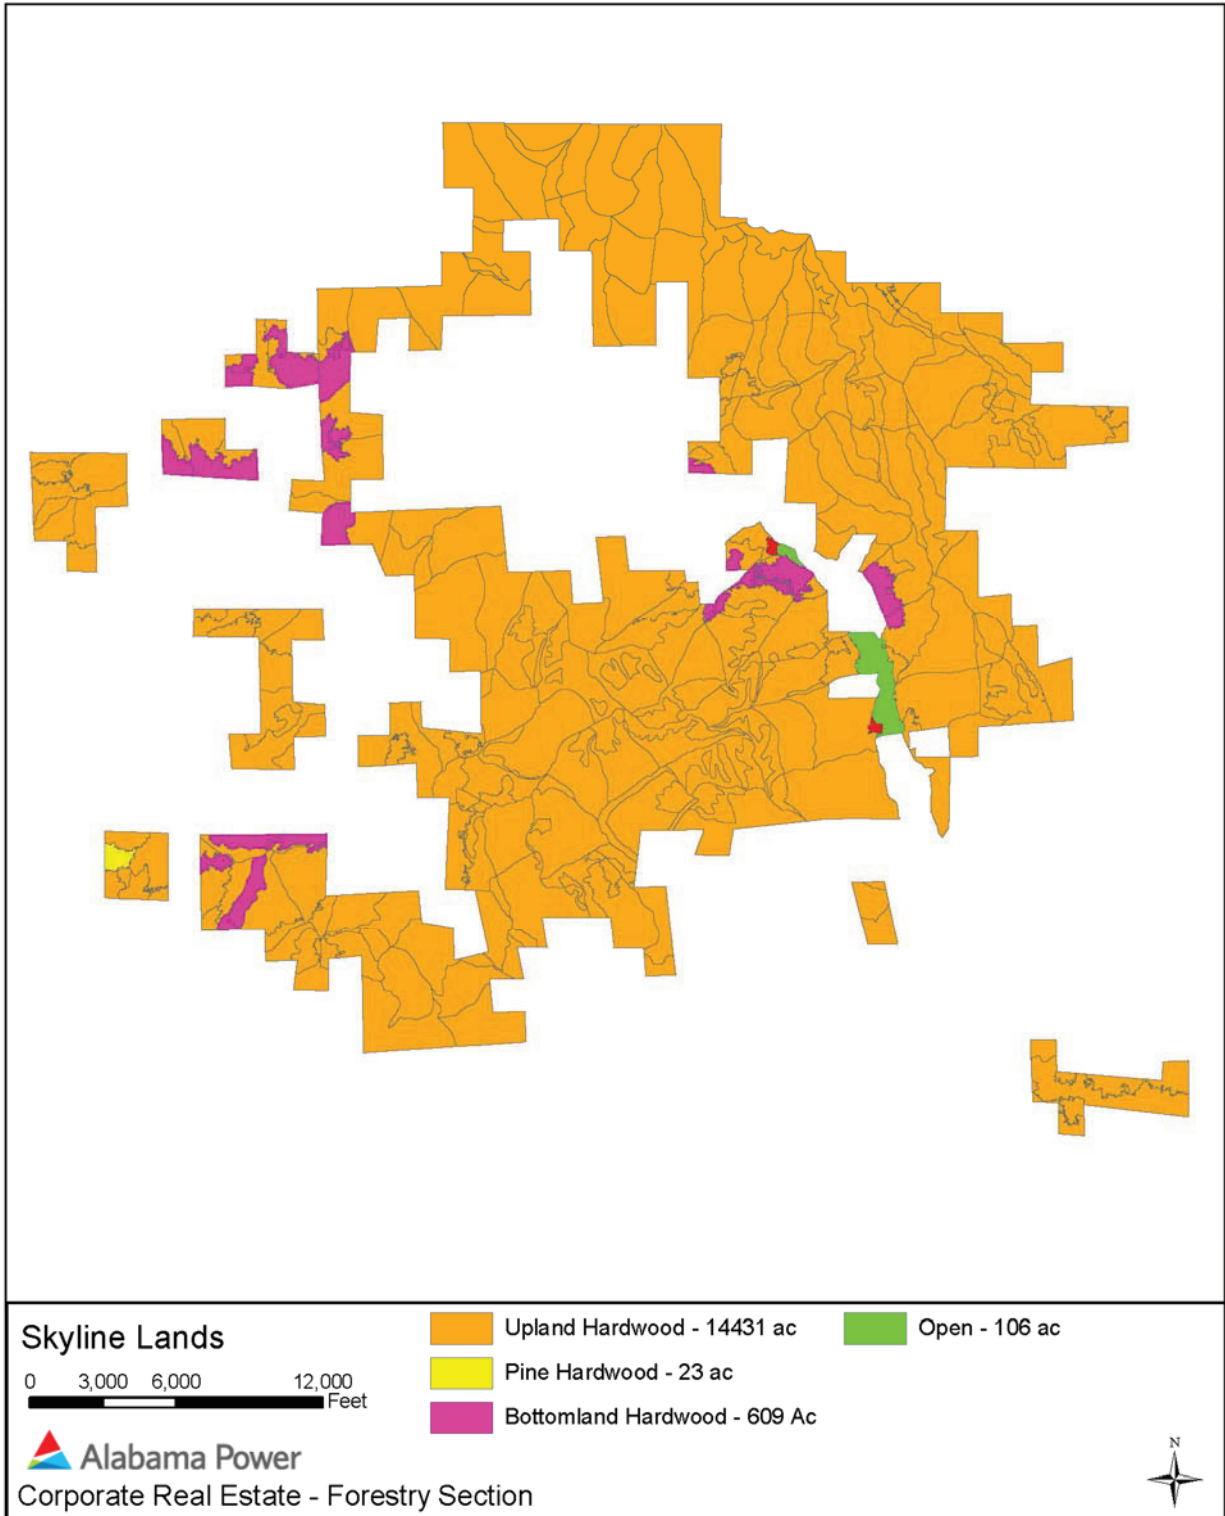 Skyline Lands
0 3,000 6,000 12,000
Feet
Alabama Power
Corporate Real Estate - Forestry Section
Upland Hardwood - 14431 ac
Pine Hardwood - 23 ac
Bottomland Hardwood - 609 Ac
Open - 106 ac
N